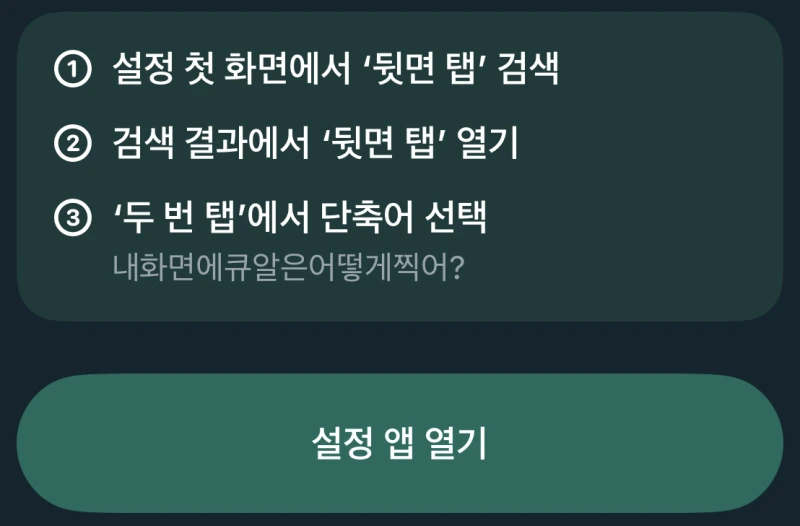 ① 설정 첫 화면에서 ‘뒷면 탭’ 검색
② 검색 결과에서 ‘뒷면 탭’ 열기
③ ‘두 번 탭’에서 단축어 선택
내화면에큐알은어떻게찍어?
설정 앱 열기